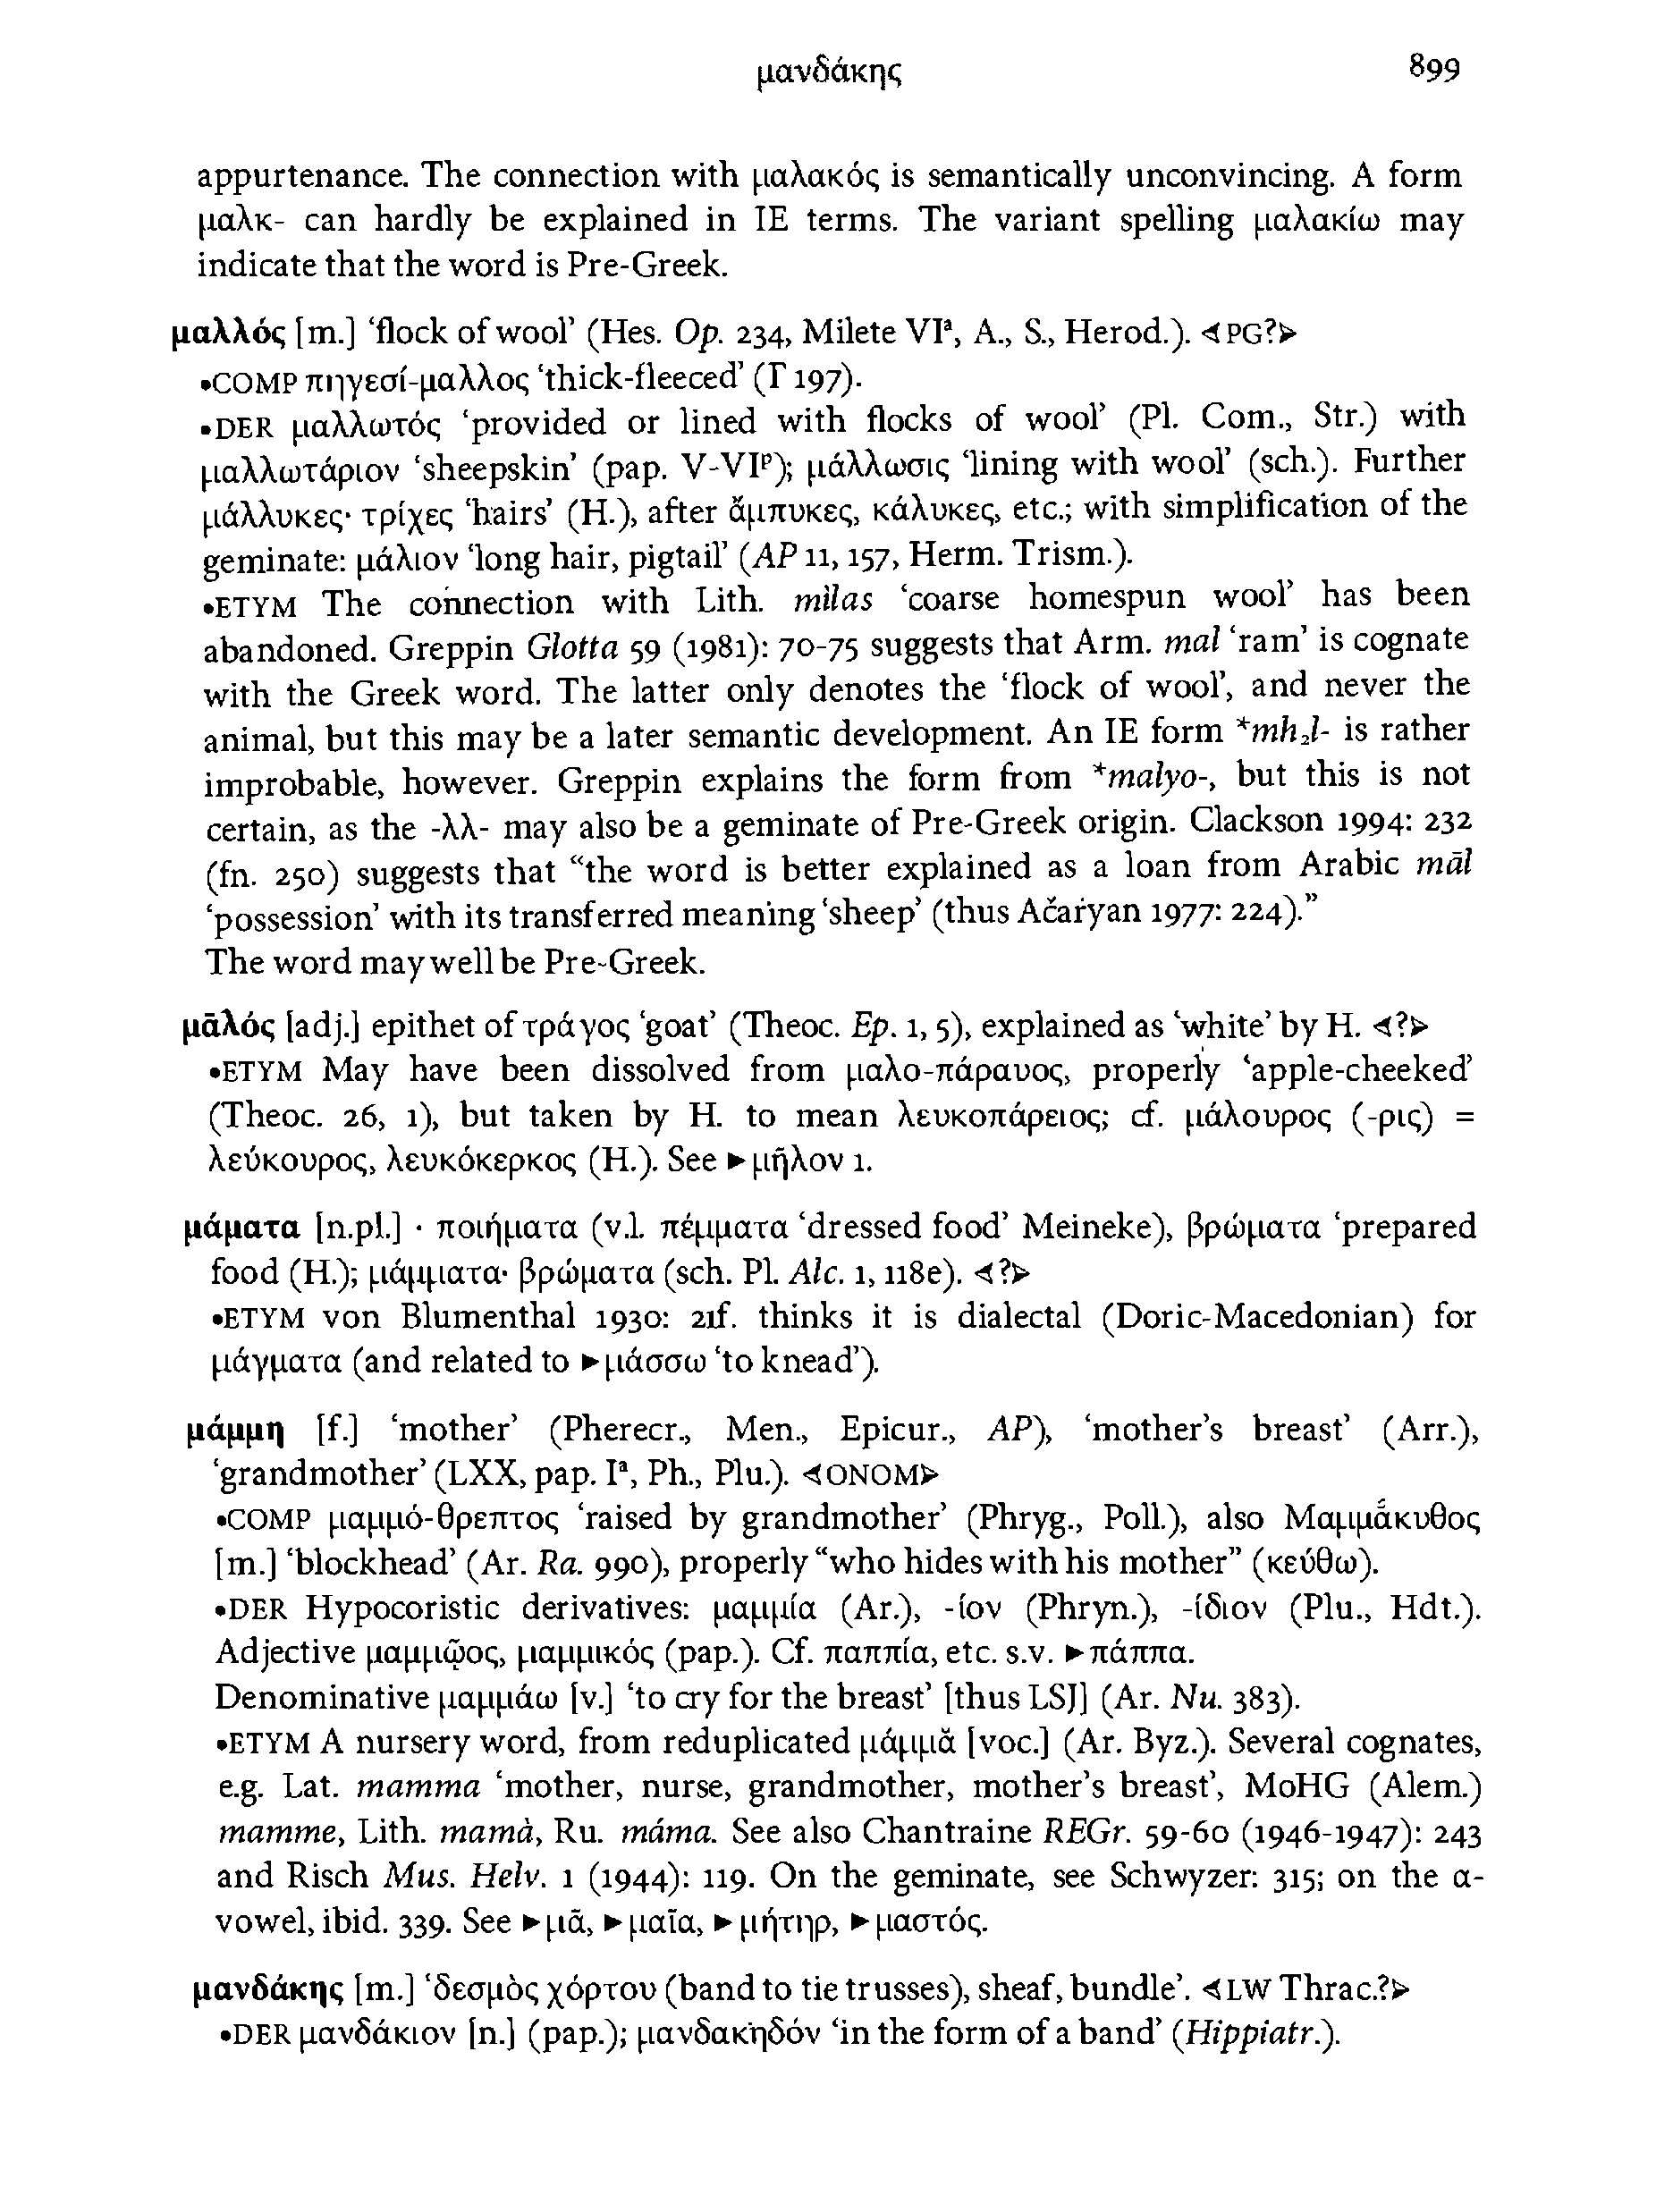 μανδάκης 899
appurtenance. The connection with μαλακός is semantically unconvincing. A form
μαλκ- can hardly be explained in IE terms. The variant spelling μαλακίω may
indicate that the word is Pre-Greek.
μαλλός [m.] ‘flock of wool’ (Hes. Op. 234, Milete VIᵃ, A., S., Herod.). ⊲PG?⊳
•COMP πηγεσί-μαλλος ‘thick-fleeced’ (Γ 197).
•DER μαλλωτός ‘provided or lined with flocks of wool’ (Pl. Com., Str.) with
μαλλωτάριον ‘sheepskin’ (pap. V-VIᵖ); μάλλωσις ‘lining with wool’ (sch.). Further
μάλλυκες· τρίχες ‘hairs’ (H.), after ἄμπυκες, κάλυκες, etc.; with simplification of the
geminate: μάλιον ‘long hair, pigtail’ (AP 11, 157, Herm. Trism.).
•ETYM The connection with Lith. mìlas ‘coarse homespun wool’ has been
abandoned. Greppin Glotta 59 (1981): 70-75 suggests that Arm. mal ‘ram’ is cognate
with the Greek word. The latter only denotes the ‘flock of wool’, and never the
animal, but this may be a later semantic development. An IE form *mh₂l- is rather
improbable, however. Greppin explains the form from *malyo-, but this is not
certain, as the -λλ- may also be a geminate of Pre-Greek origin. Clackson 1994: 232
(fn. 250) suggests that “the word is better explained as a loan from Arabic māl
‘possession’ with its transferred meaning ‘sheep’ (thus Ačaṙyan 1977: 224).”
The word may well be Pre-Greek.
μᾱλός [adj.] epithet of τράγος ‘goat’ (Theoc. Ep. 1, 5), explained as ‘white’ by H. ⊲?⊳
•ETYM May have been dissolved from μαλο-πάραυος, properly ‘apple-cheeked’
(Theoc. 26, 1), but taken by H. to mean λευκοπάρειος; cf. μάλουρος (-ρις) =
λεύκουρος, λευκόκερκος (H.). See ►μῆλον 1.
μάματα [n.pl.] · ποιήματα (v.l. πέμματα ‘dressed food’ Meineke), βρώματα ‘prepared
food (H.); μάμματα· βρώματα (sch. Pl. Alc. 1, 118e). ⊲?⊳
•ETYM von Blumenthal 1930: 21f. thinks it is dialectal (Doric-Macedonian) for
μάγματα (and related to ►μάσσω ‘to knead’).
μάμμη [f.] ‘mother’ (Pherecr., Men., Epicur., AP), ‘mother’s breast’ (Arr.),
‘grandmother’ (LXX, pap. Iᵃ, Ph., Plu.). ⊲ONOM⊳
•COMP μαμμό-θρεπτος ‘raised by grandmother’ (Phryg., Poll.), also Μαμμά̄κυθος
[m.] ‘blockhead’ (Ar. Ra. 990), properly “who hides with his mother” (κεύθω).
•DER Hypocoristic derivatives: μαμμία (Ar.), -ίον (Phryn.), -ίδιον (Plu., Hdt.).
Adjective μαμμῷος, μαμμικός (pap.). Cf. παππία, etc. s.v. ►πάππα.
Denominative μαμμάω [v.] ‘to cry for the breast’ [thus LSJ] (Ar. Nu. 383).
•ETYM A nursery word, from reduplicated μάμμᾰ [voc.] (Ar. Byz.). Several cognates,
e.g. Lat. mamma ‘mother, nurse, grandmother, mother’s breast’, MoHG (Alem.)
mamme, Lith. mamà, Ru. máma. See also Chantraine REGr. 59-60 (1946-1947): 243
and Risch Mus. Helv. 1 (1944): 119. On the geminate, see Schwyzer: 315; on the α-
vowel, ibid. 339. See ►μᾶ, ►μαῖα, ►μήτηρ, ►μαστός.
μανδάκης [m.] ‘δεσμὸς χόρτου (band to tie trusses), sheaf, bundle’. ⊲LW Thrac.?⊳
•DER μανδάκιον [n.] (pap.); μανδακηδόν ‘in the form of a band’ (Hippiatr.).